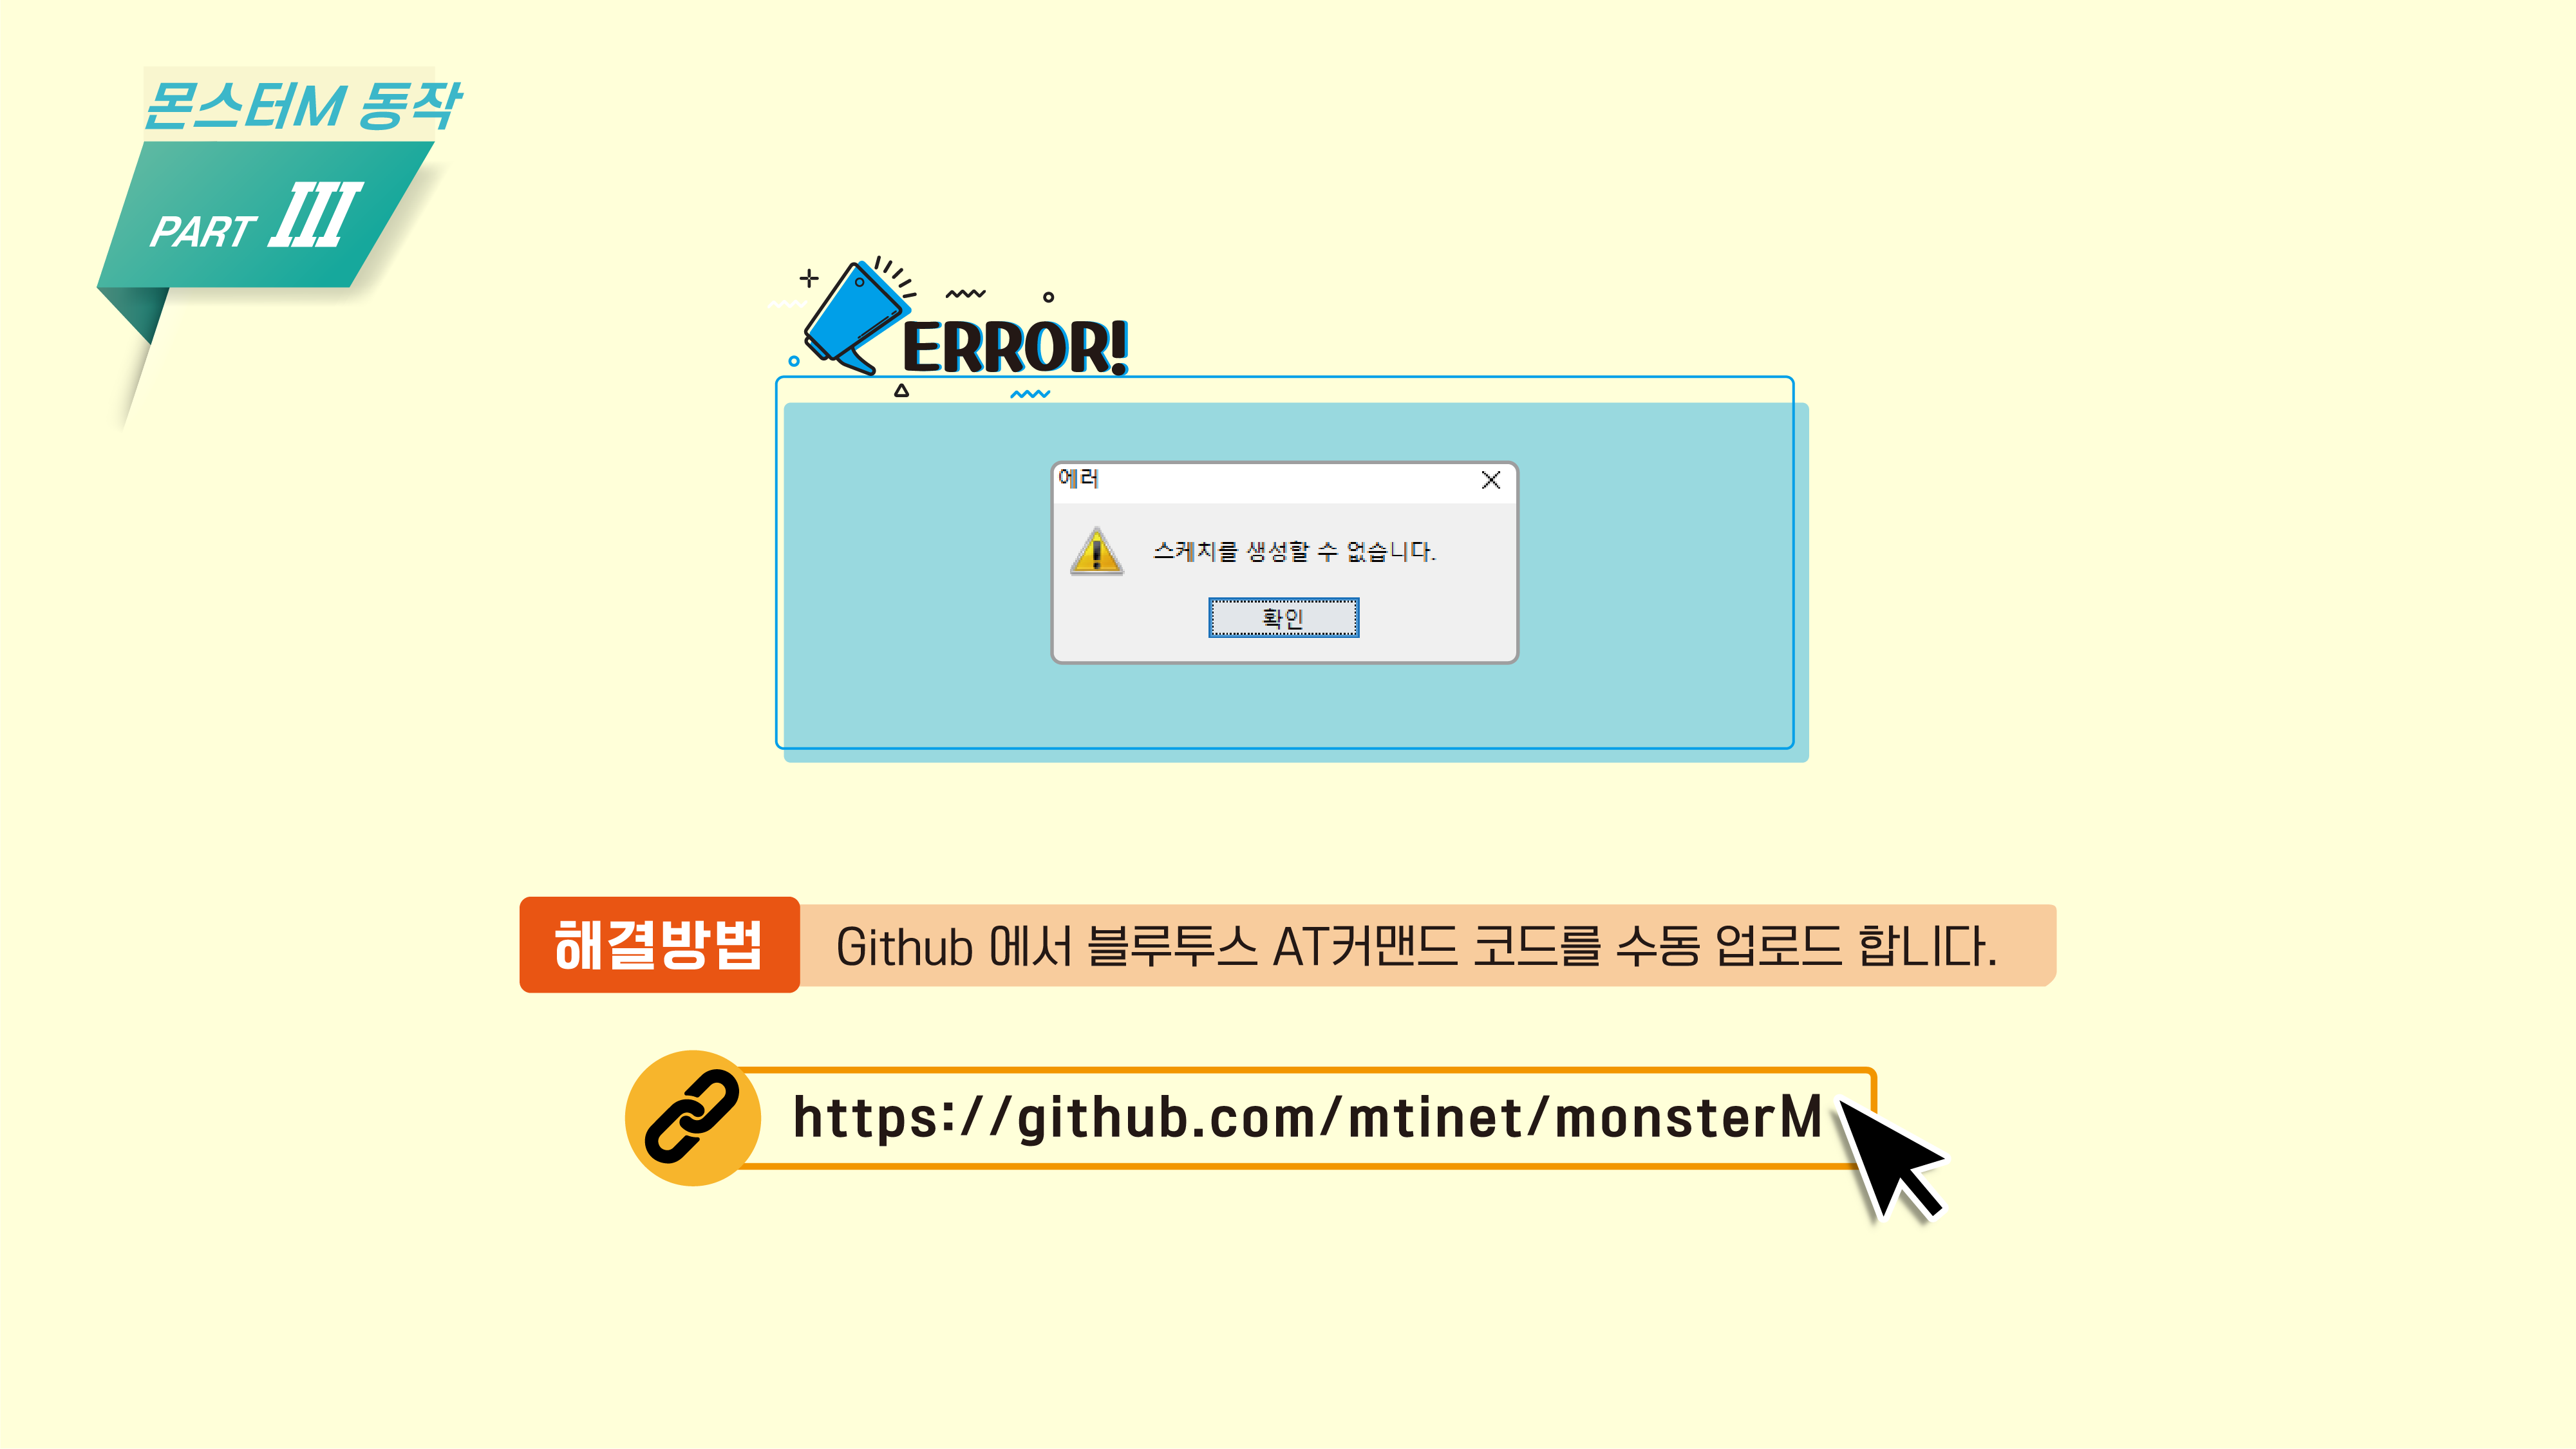 몬스터M 동작
PART III
ERROR!
에러
스케치를 생성할 수 없습니다.
확인
해결방법 Github 에서 블루투스 AT커맨드 코드를 수동 업로드 합니다.
https://github.com/mtinet/monsterM